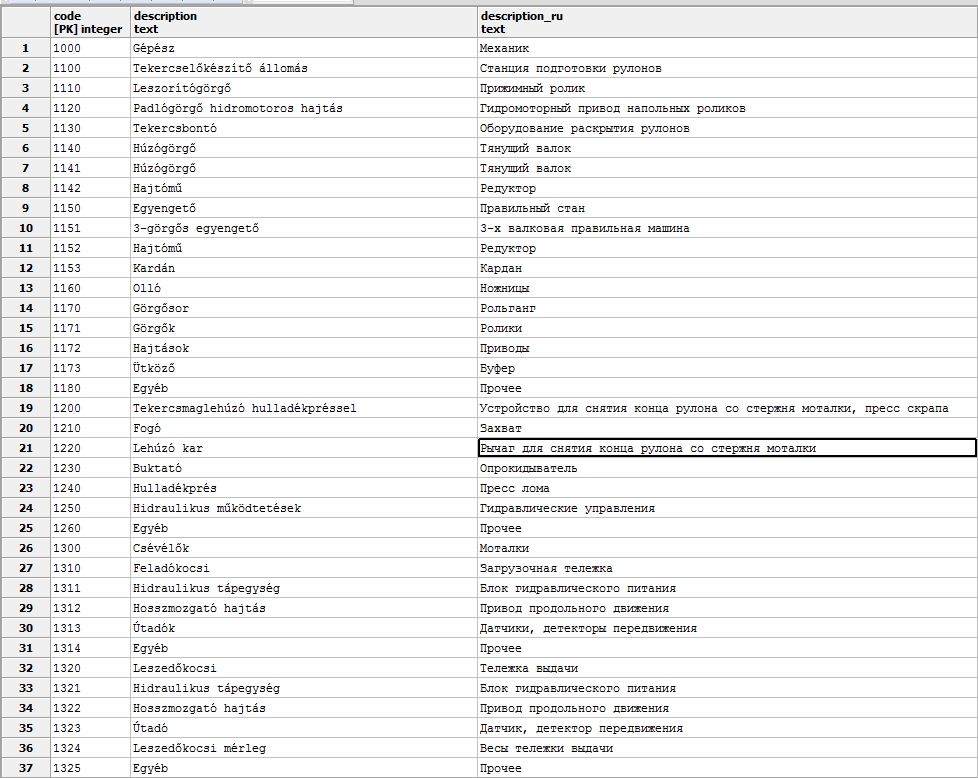 code description description_ru
[PK] integer text text
1 1000 Gépész Механик
2 1100 Tekercselőkészítő állomás Станция подготовки рулонов
3 1110 Leszorítógörgő Прижимный ролик
4 1120 Padlógörgő hidromotoros hajtás Гидромоторный привод напольных роликов
5 1130 Tekercsbontó Оборудование раскрытия рулонов
6 1140 Húzógörgő Тянущий валок
7 1141 Húzógörgő Тянущий валок
8 1142 Hajtómű Редуктор
9 1150 Egyengető Правильный стан
10 1151 3-görgős egyengető 3-х валковая правильная машина
11 1152 Hajtómű Редуктор
12 1153 Kardán Кардан
13 1160 Olló Ножницы
14 1170 Görgősor Рольганг
15 1171 Görgők Ролики
16 1172 Hajtások Приводы
17 1173 Ütköző Буфер
18 1180 Egyéb Прочее
19 1200 Tekercsmaglehúzó hulladékpréssel Устройство для снятия конца рулона со стержня моталки, пресс скрапа
20 1210 Fogó Захват
21 1220 Lehúzó kar Рычаг для снятия конца рулона со стержня моталки
22 1230 Buktató Опрокидыватель
23 1240 Hulladékprés Пресс лома
24 1250 Hidraulikus működtetések Гидравлические управления
25 1260 Egyéb Прочее
26 1300 Csévélők Моталки
27 1310 Feladókocsi Загрузочная тележка
28 1311 Hidraulikus tápegység Блок гидравлического питания
29 1312 Hosszmozgató hajtás Привод продольного движения
30 1313 Útadók Датчики, детекторы передвижения
31 1314 Egyéb Прочее
32 1320 Leszedőkocsi Тележка выдачи
33 1321 Hidraulikus tápegység Блок гидравлического питания
34 1322 Hosszmozgató hajtás Привод продольного движения
35 1323 Útadó Датчик, детектор передвижения
36 1324 Leszedőkocsi mérleg Весы тележки выдачи
37 1325 Egyéb Прочее